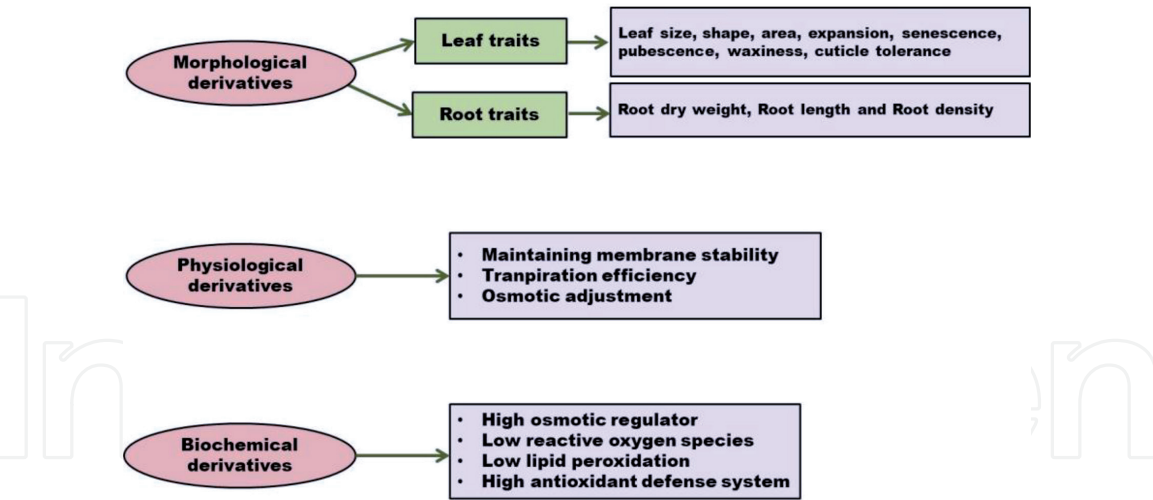 Morphological
derivatives
Leaf traits
Leaf size, shape, area, expansion, senescence,
pubescence, waxiness, cuticle tolerance
Root traits
Root dry weight, Root length and Root density
Physiological
derivatives
• Maintaining membrane stability
• Tranpiration efficiency
• Osmotic adjustment
Biochemical
derivatives
• High osmotic regulator
• Low reactive oxygen species
• Low lipid peroxidation
• High antioxidant defense system